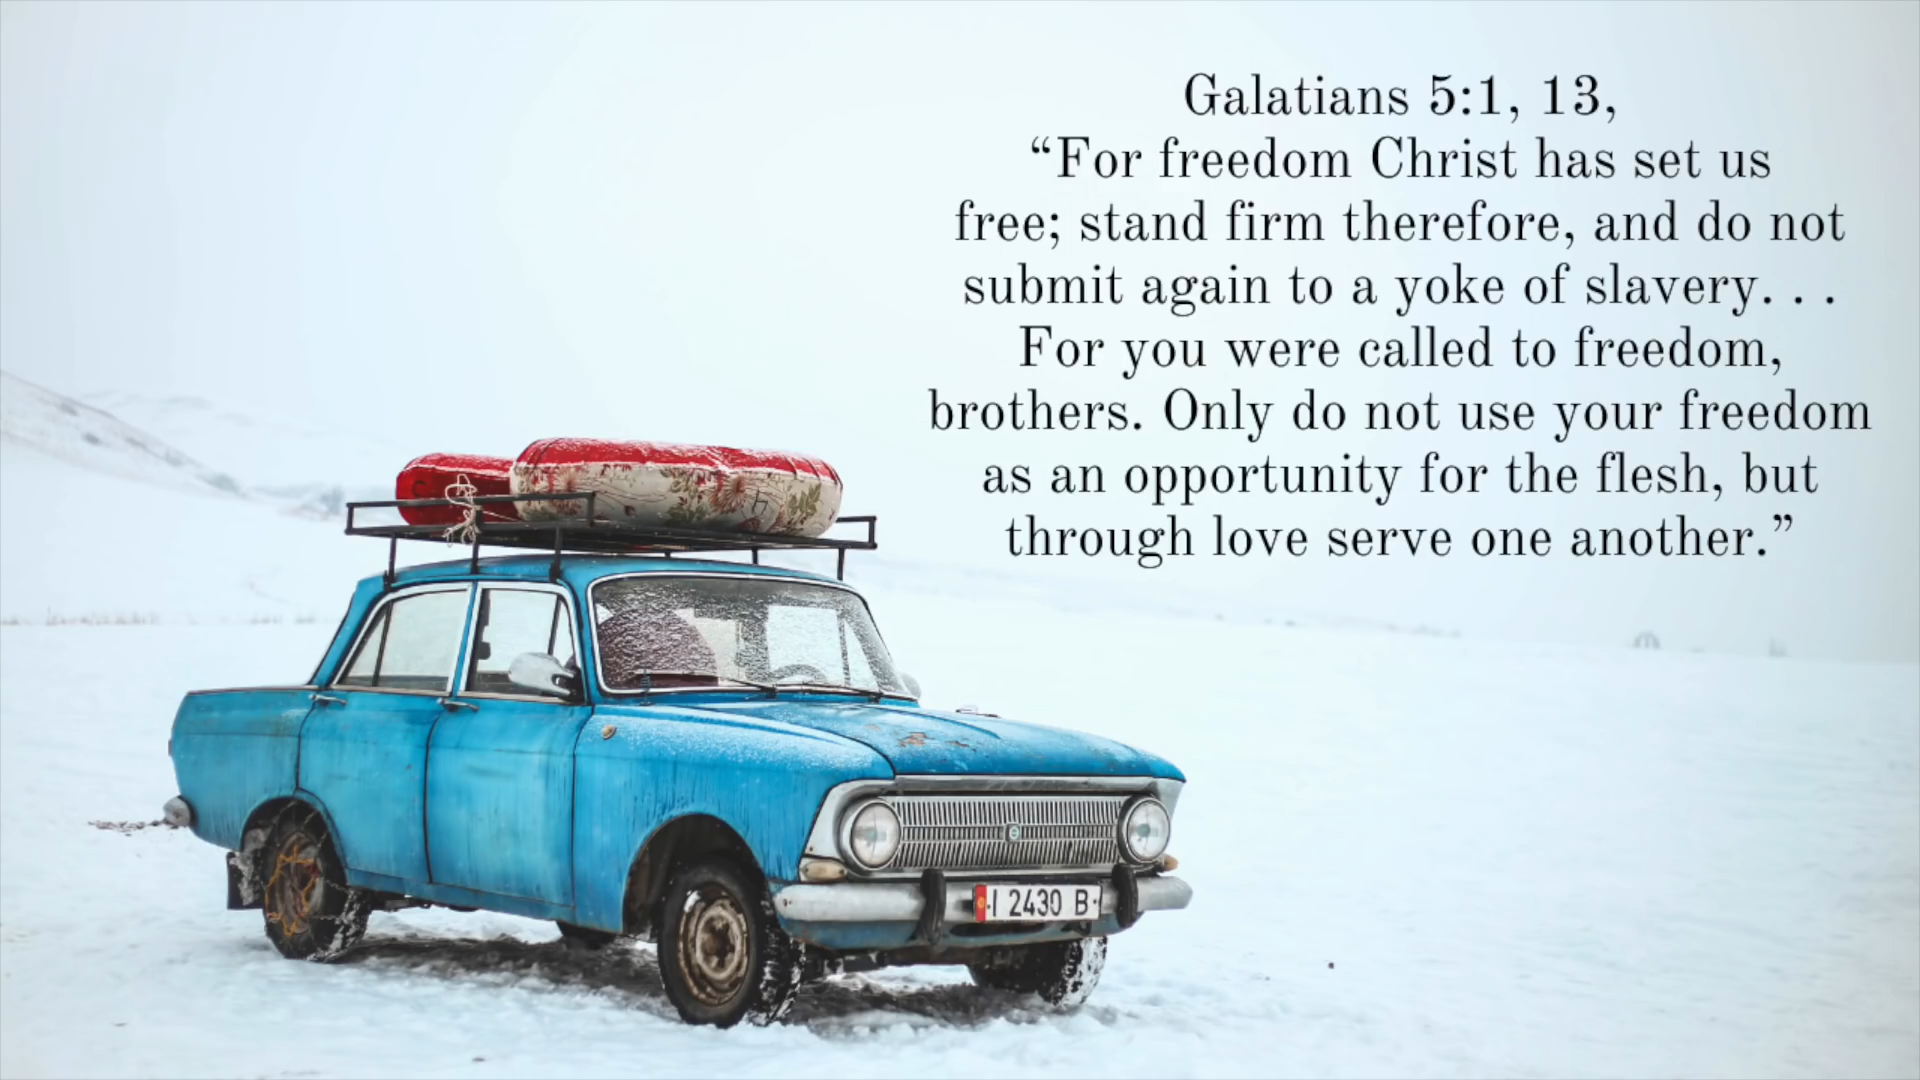 Galatians 5:1, 13,
“For freedom Christ has set us
free; stand firm therefore, and do not
submit again to a yoke of slavery. . .
For you were called to freedom,
brothers. Only do not use your freedom
as an opportunity for the flesh, but
through love serve one another.”
h
I 2430 B